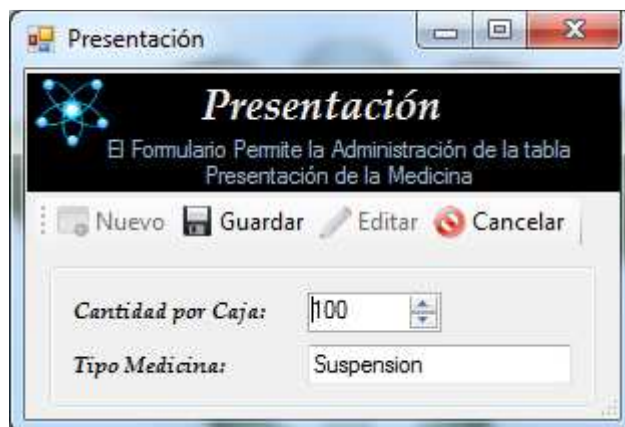 Presentación
Presentación
El Formulario Permite la Administración de la tabla
Presentación de la Medicina
Nuevo Guardar Editar Cancelar
Cantidad por Caja: 100
Tipo Medicina: Suspension